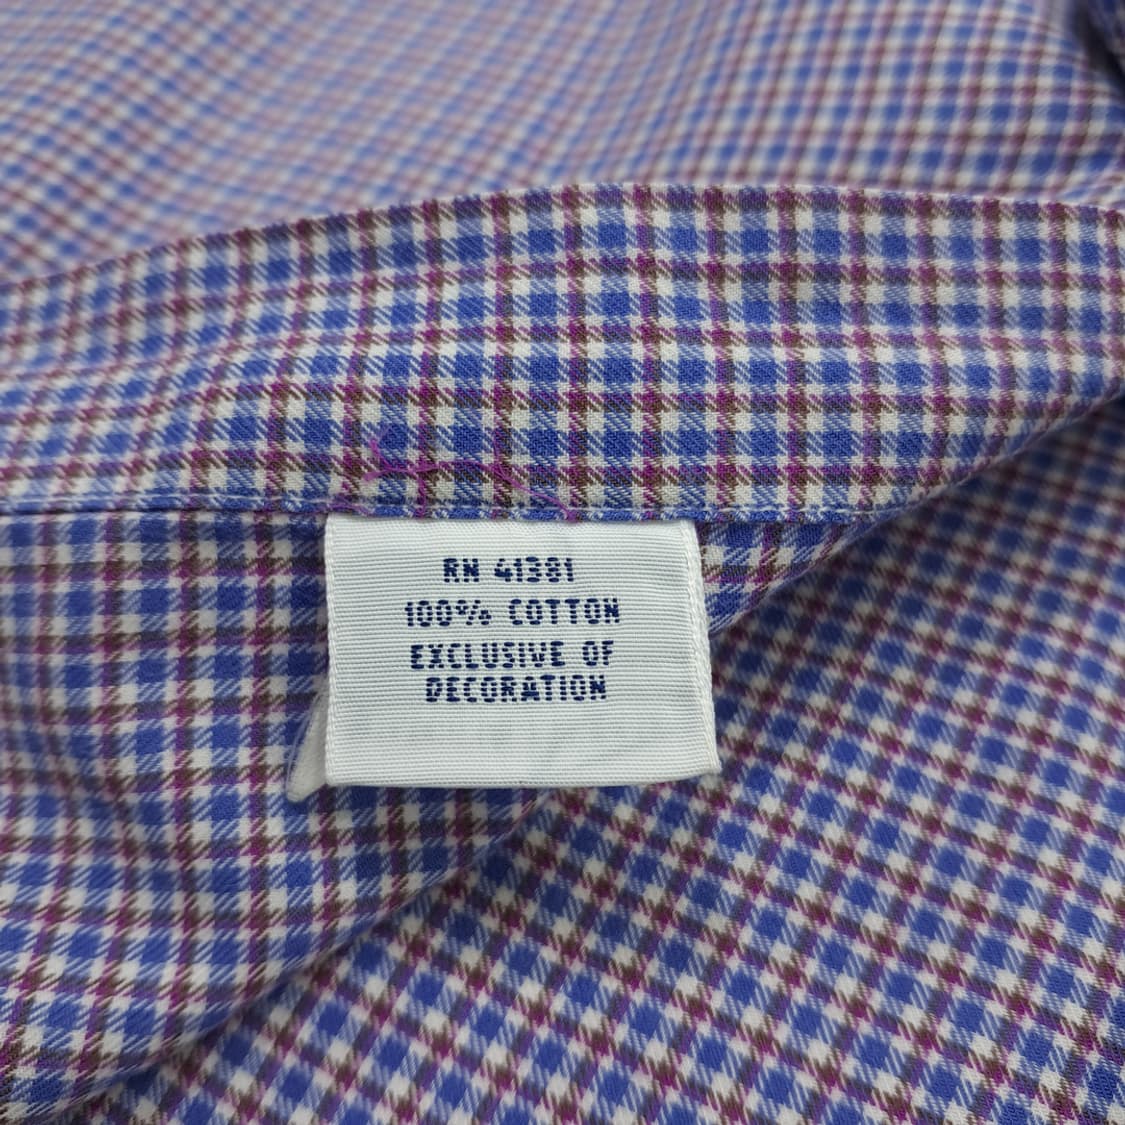 RN 41381
100% COTTON
EXCLUSIVE OF
DECORATION